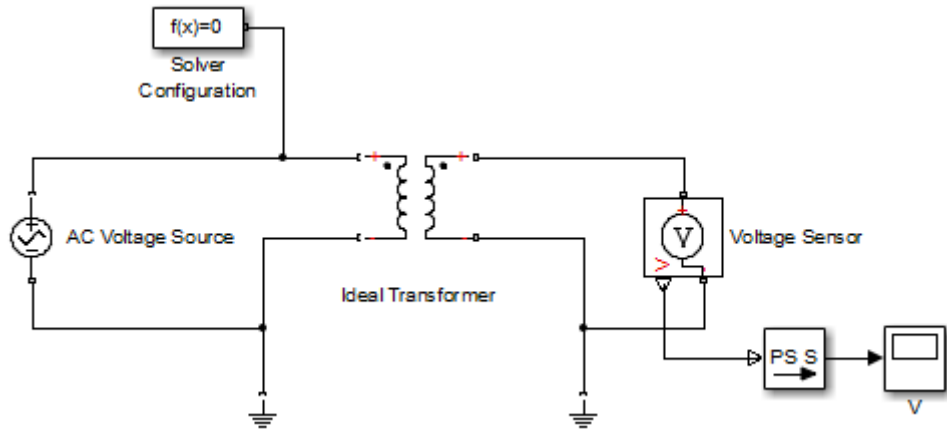 f(x)=0
Solver
Configuration
AC Voltage Source
Ideal Transformer
V
V
Voltage Sensor
PS S
V